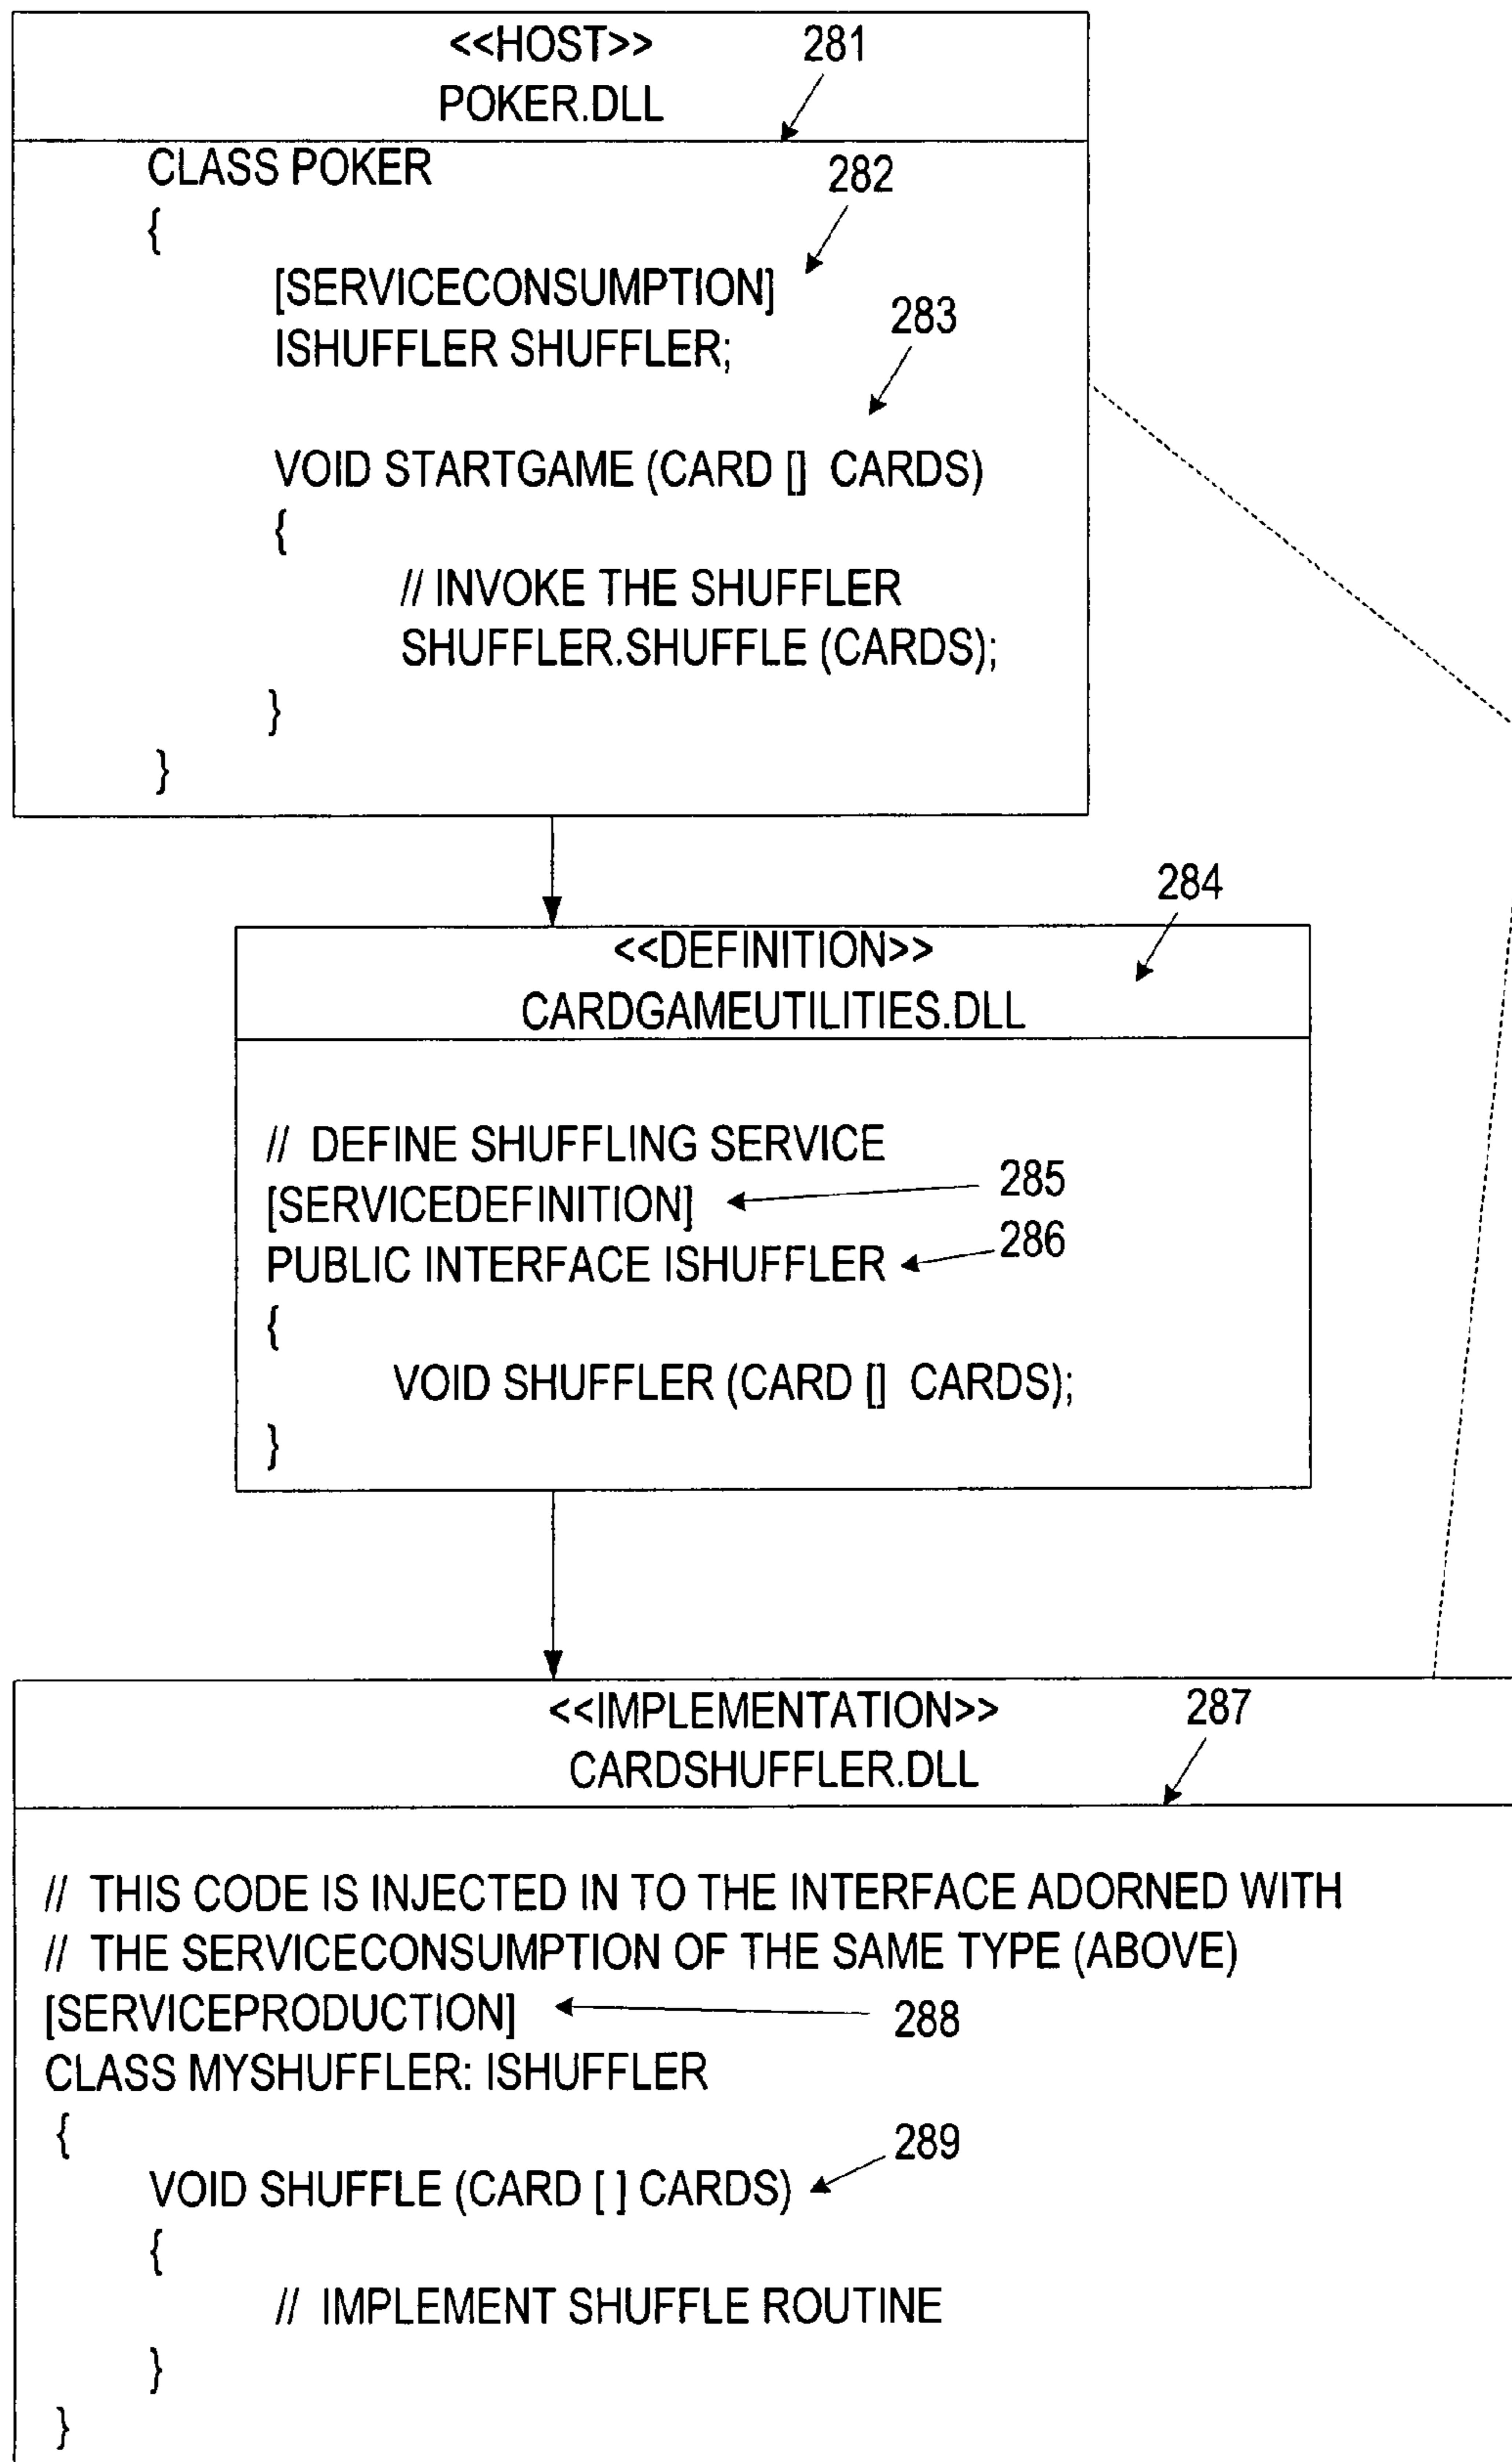 <<HOST>>
281
POKER.DLL
CLASS POKER
282
{
[SERVICECONSUMPTION]
283
ISHUFFLER SHUFFLER;
VOID STARTGAME (CARD [] CARDS)
{
// INVOKE THE SHUFFLER
SHUFFLER.SHUFFLE (CARDS);
}
}
284
<<DEFINITION>>
CARDGAMEUTILITIES.DLL
// DEFINE SHUFFLING SERVICE
[SERVICEDEFINITION]
285
PUBLIC INTERFACE ISHUFFLER
286
{
VOID SHUFFLER (CARD [] CARDS);
}
<<IMPLEMENTATION>>
287
CARDSHUFFLER.DLL
// THIS CODE IS INJECTED IN TO THE INTERFACE ADORNED WITH
// THE SERVICECONSUMPTION OF THE SAME TYPE (ABOVE)
[SERVICEPRODUCTION]
288
CLASS MYSHUFFLER: ISHUFFLER
{
289
VOID SHUFFLE (CARD [ ] CARDS)
{
// IMPLEMENT SHUFFLE ROUTINE
}
}